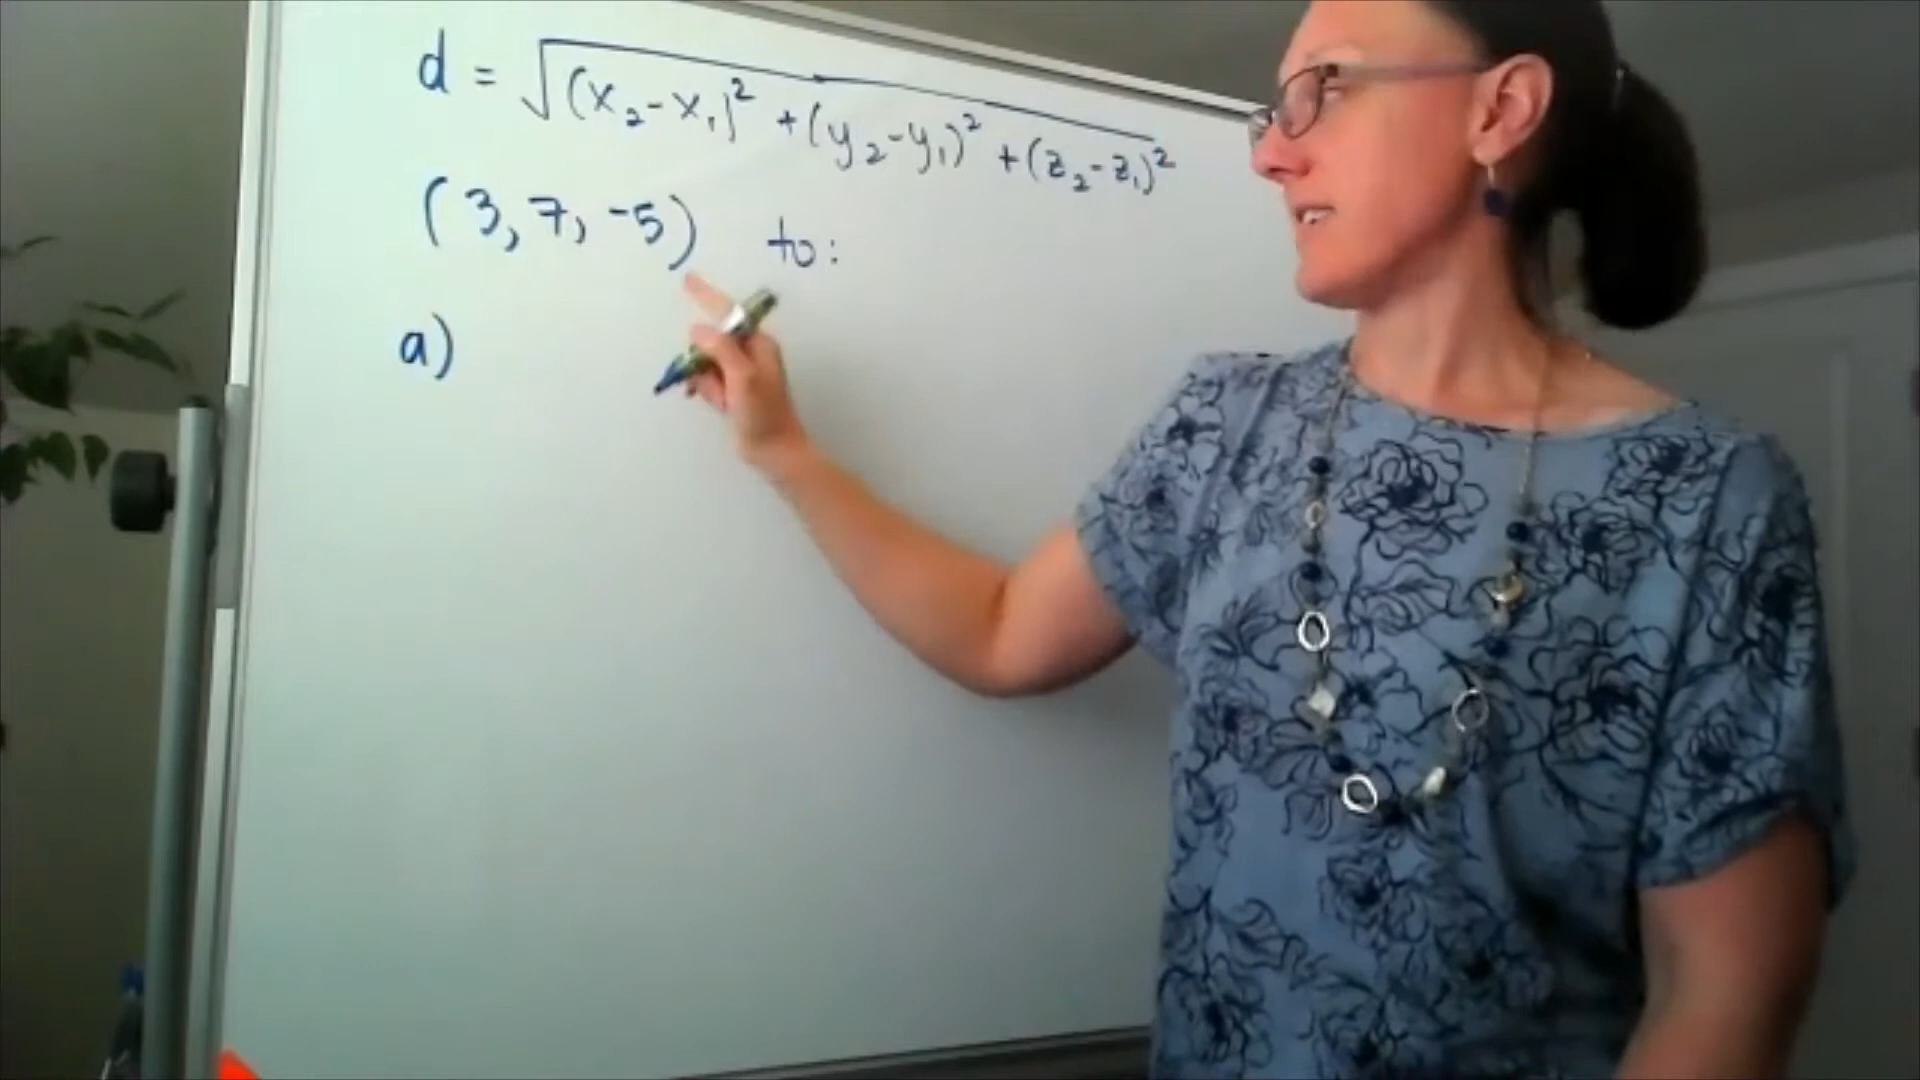 d = √(x₂-x₁)² + (y₂-y₁)² + (z₂-z₁)²
(3, 7, -5) to:
a)